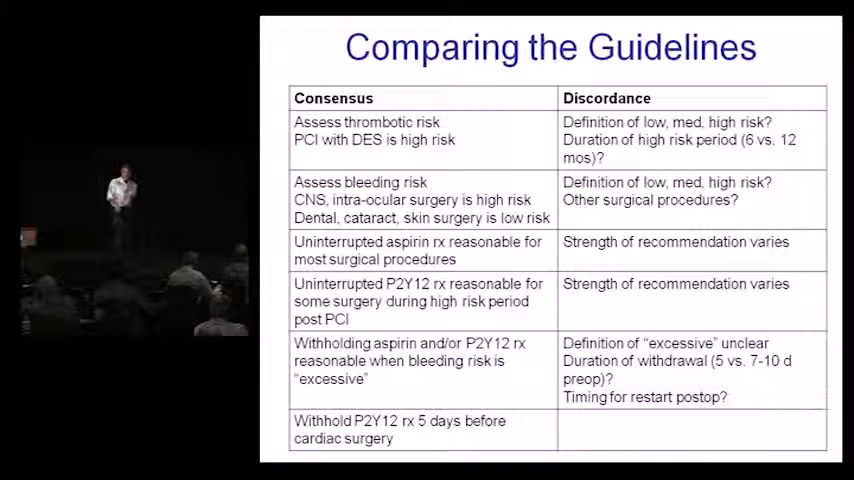 Comparing the Guidelines
Consensus
Discordance
Assess thrombotic risk
PCI with DES is high risk
Definition of low, med, high risk?
Duration of high risk period (6 vs. 12
mos)?
Assess bleeding risk
CNS, intra-ocular surgery is high risk
Dental, cataract, skin surgery is low risk
Definition of low, med, high risk?
Other surgical procedures?
Uninterrupted aspirin rx reasonable for
most surgical procedures
Strength of recommendation varies
Uninterrupted P2Y12 rx reasonable for
some surgery during high risk period
post PCI
Strength of recommendation varies
Withholding aspirin and/or P2Y12 rx
reasonable when bleeding risk is
“excessive”
Definition of “excessive” unclear
Duration of withdrawal (5 vs. 7-10 d
preop)?
Timing for restart postop?
Withhold P2Y12 rx 5 days before
cardiac surgery